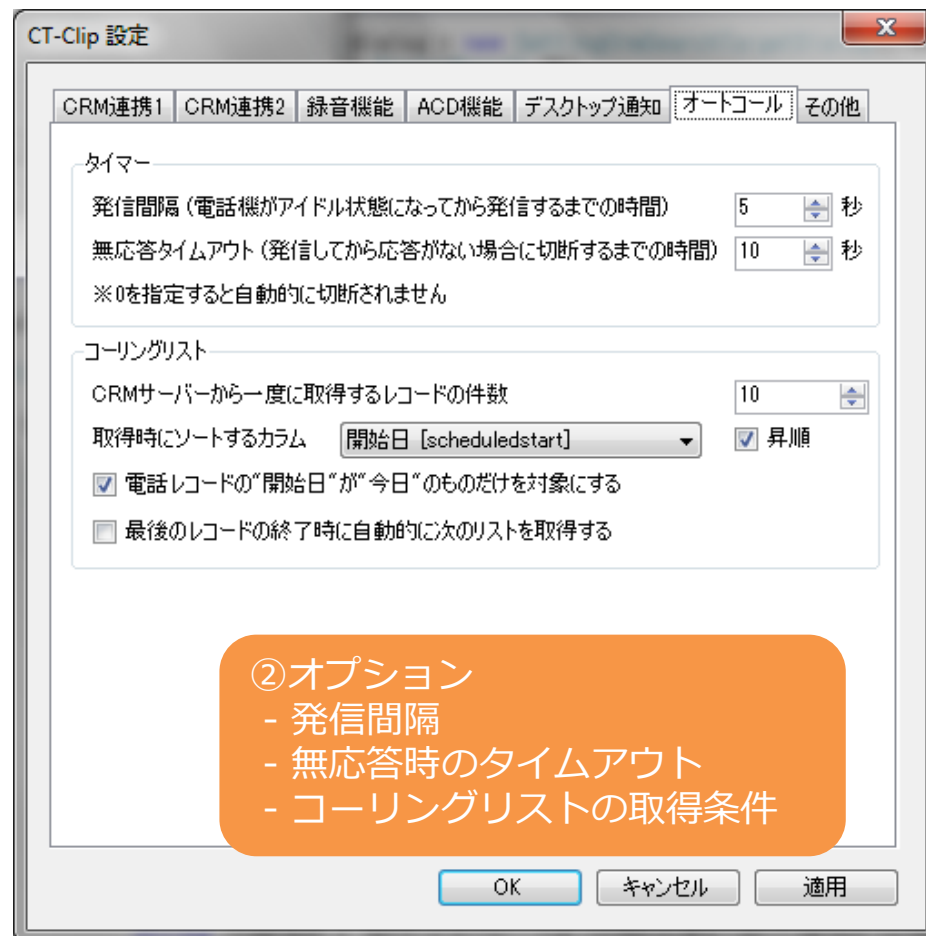 CT-Clip 設定
CRM連携1 CRM連携2 録音機能 ACD機能 デスクトップ通知 オートコール その他
タイマー
発信間隔 (電話機がアイドル状態になってから発信するまでの時間) 5 秒
無応答タイムアウト (発信してから応答がない場合に切断するまでの時間) 10 秒
※0を指定すると自動的に切断されません
コーリングリスト
CRMサーバーから一度に取得するレコードの件数 10
取得時にソートするカラム 開始日 [scheduledstart] 昇順
電話レコードの"開始日"が"今日"のものだけを対象にする
最後のレコードの終了時に自動的に次のリストを取得する
②オプション
- 発信間隔
- 無応答時のタイムアウト
- コーリングリストの取得条件
OK キャンセル 適用